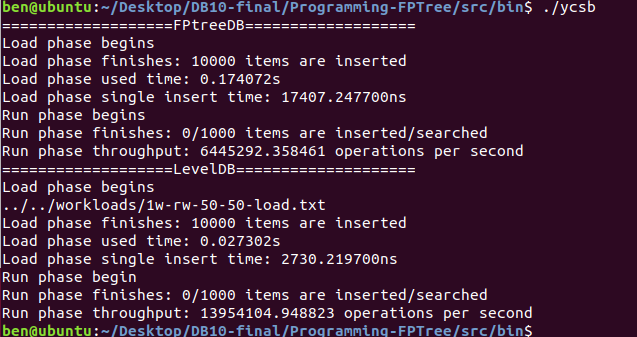 ben@ubuntu:~/Desktop/DB10-final/Programming-FPTree/src/bin$ ./ycsb
===================FPtreeDB===================
Load phase begins
Load phase finishes: 10000 items are inserted
Load phase used time: 0.174072s
Load phase single insert time: 17407.247700ns
Run phase begins
Run phase finishes: 0/1000 items are inserted/searched
Run phase throughput: 6445292.358461 operations per second
===================LevelDB====================
Load phase begins
../../workloads/1w-rw-50-50-load.txt
Load phase finishes: 10000 items are inserted
Load phase used time: 0.027302s
Load phase single insert time: 2730.219700ns
Run phase begin
Run phase finishes: 0/1000 items are inserted/searched
Run phase throughput: 13954104.948823 operations per second
ben@ubuntu:~/Desktop/DB10-final/Programming-FPTree/src/bin$